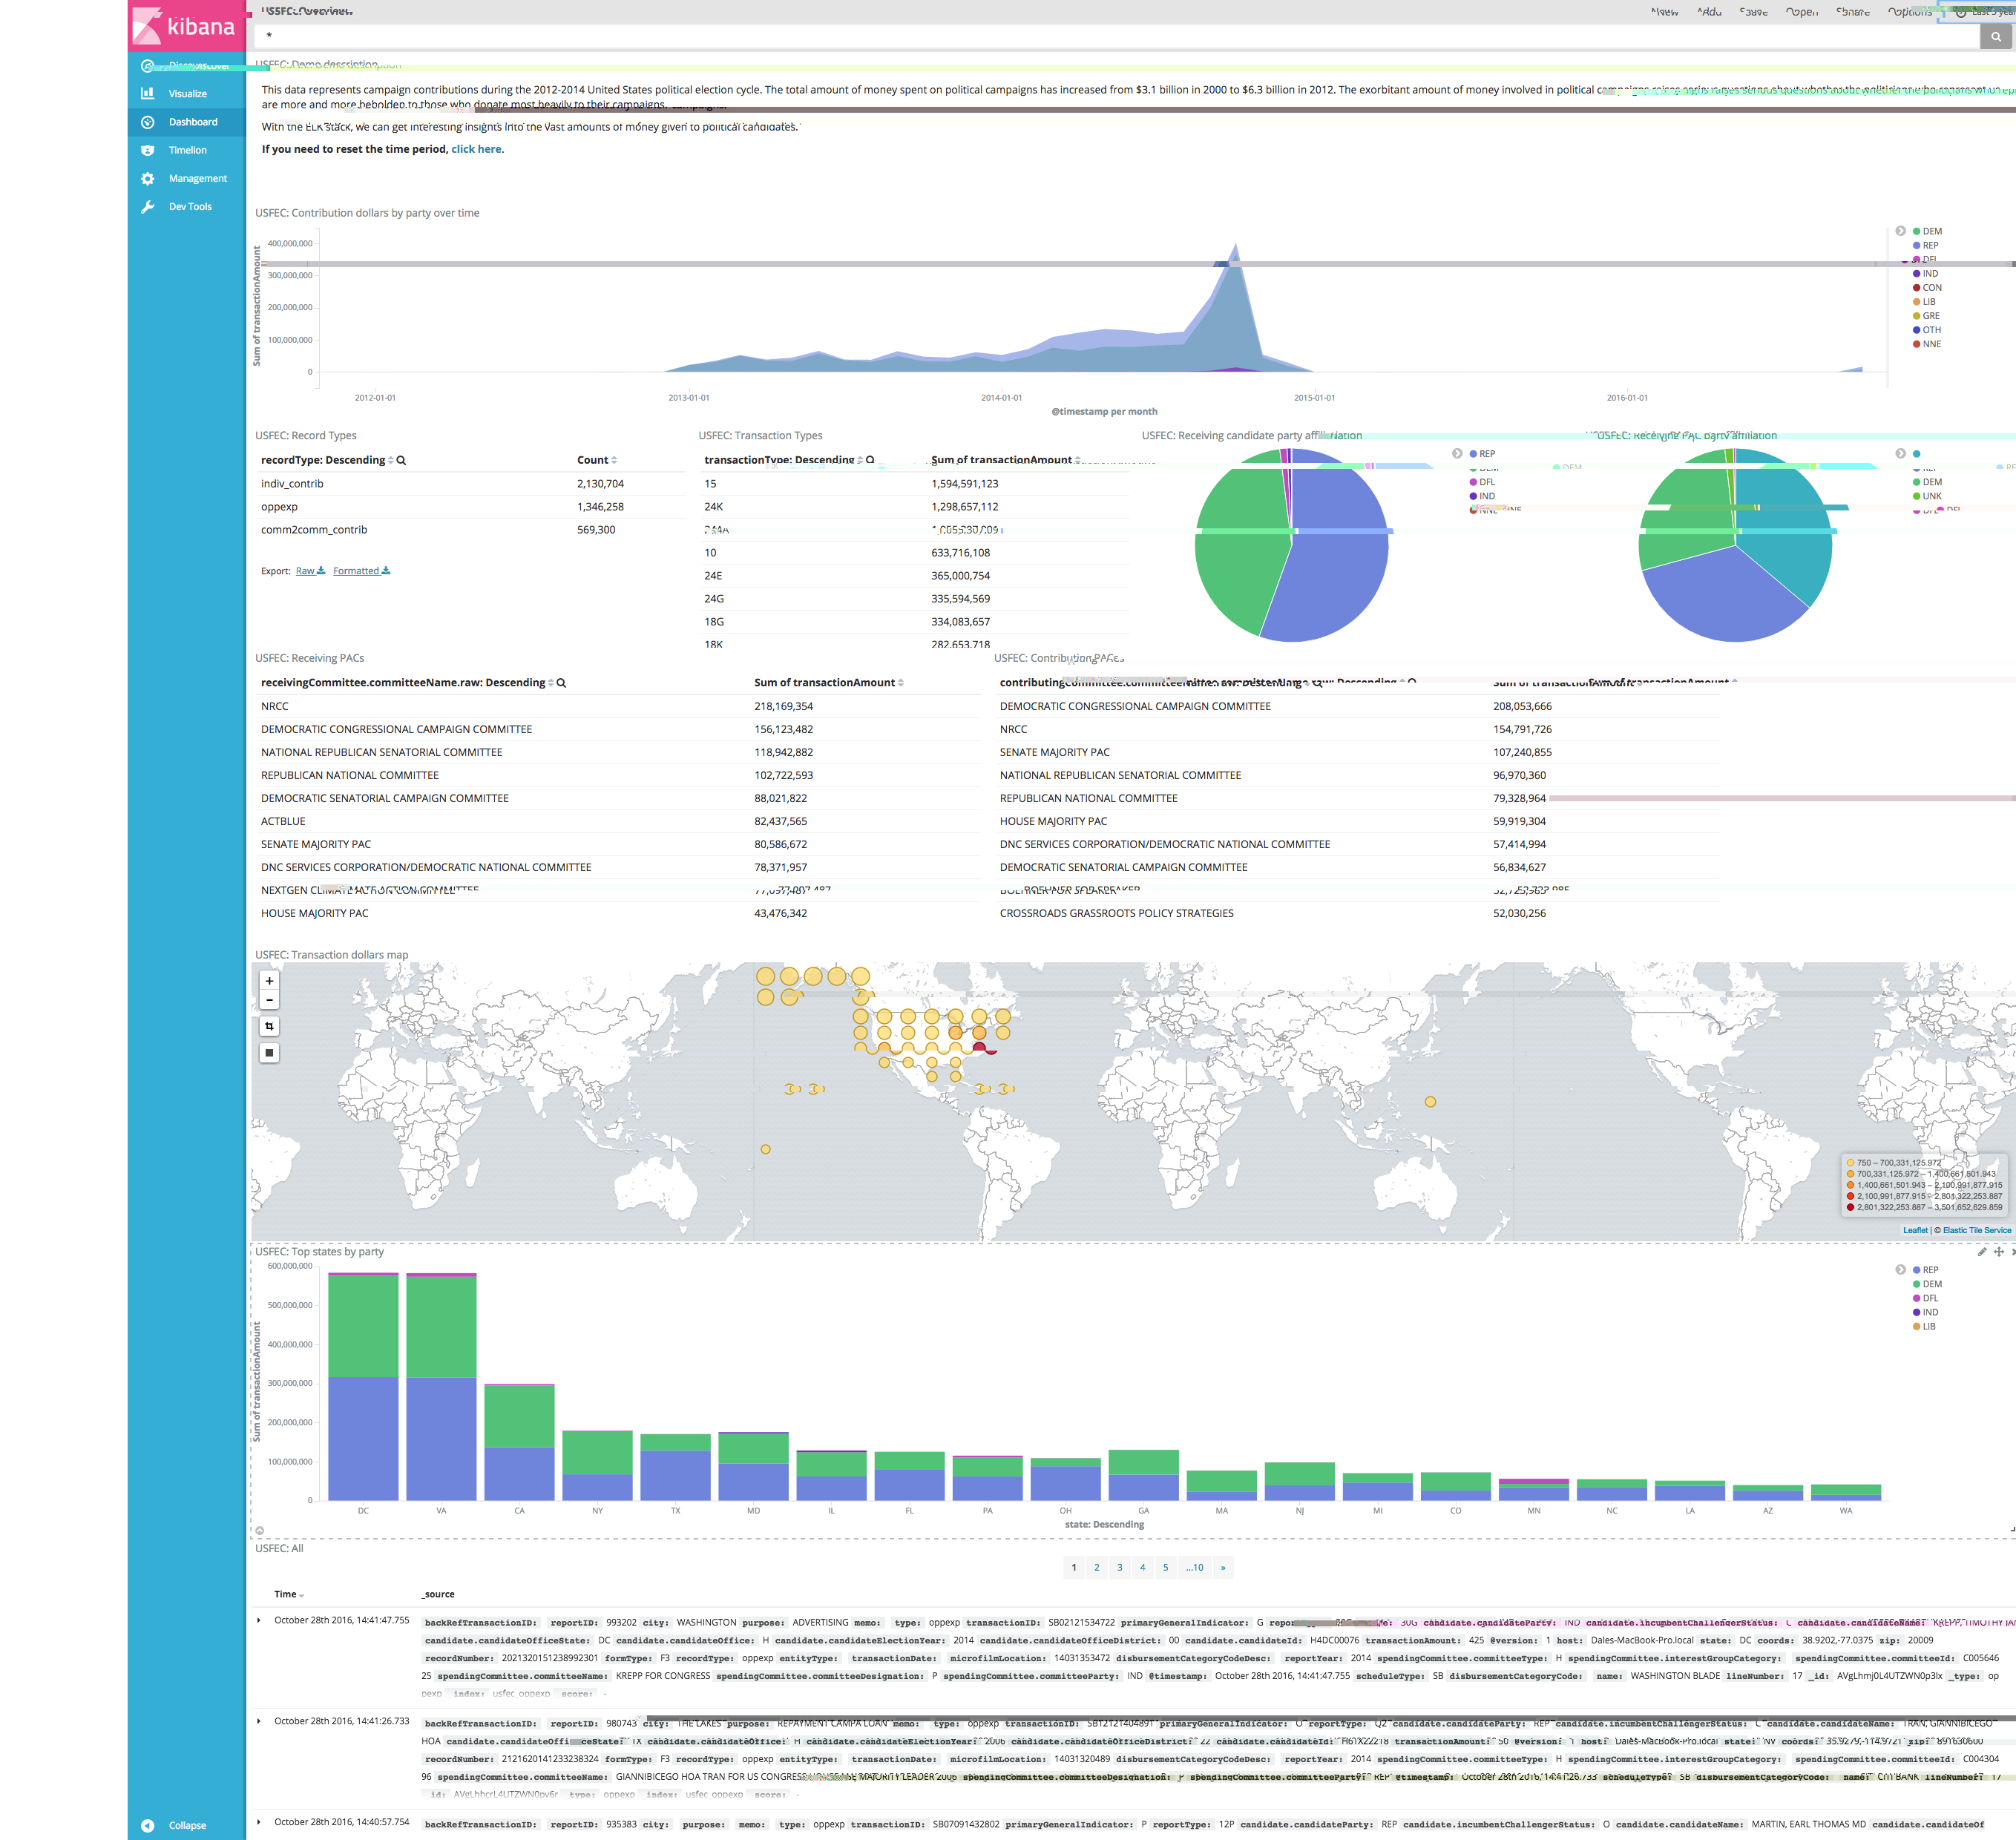 kibana
USFEC: Overview
New Add Save Open Share Options Last 5 years
*
Discover
Visualize
Dashboard
Timelion
Management
Dev Tools
Collapse
USFEC: Demo description
This data represents campaign contributions during the 2012-2014 United States political election cycle. The total amount of money spent on political campaigns has increased from $3.1 billion in 2000 to $6.3 billion in 2012. The exorbitant amount of money involved in political
are more and more beholden to those who donate most heavily to their campaigns.
With the ELK stack, we can get interesting insights into the vast amounts of money given to political candidates.
If you need to reset the time period, click here.
USFEC: Contribution dollars by party over time
Sum of transactionAmount
400,000,000
300,000,000
200,000,000
100,000,000
0
2012-01-01 2013-01-01 2014-01-01 2015-01-01 2016-01-01
@timestamp per month
DEM
REP
DFL
IND
CON
LIB
GRE
OTH
NNE
USFEC: Record Types
recordType: Descending Count
indiv_contrib 2,130,704
oppexp 1,346,258
comm2comm_contrib 569,300
Export: Raw Formatted
USFEC: Transaction Types
transactionType: Descending Sum of transactionAmount
15 1,594,591,123
24K 1,298,657,112
24A
10 633,716,108
24E 365,000,754
24G 335,594,569
18G 334,083,657
18K 282,653,718
USFEC: Receiving candidate party affiliation
REP
DEM
DFL
IND
NNE
USFEC: Receiving PAC party affiliation
REP
DEM
UNK
DFL
USFEC: Receiving PACs
receivingCommittee.committeeName.raw: Descending Sum of transactionAmount
NRCC 218,169,354
DEMOCRATIC CONGRESSIONAL CAMPAIGN COMMITTEE 156,123,482
NATIONAL REPUBLICAN SENATORIAL COMMITTEE 118,942,882
REPUBLICAN NATIONAL COMMITTEE 102,722,593
DEMOCRATIC SENATORIAL CAMPAIGN COMMITTEE 88,021,822
ACTBLUE 82,437,565
SENATE MAJORITY PAC 80,586,672
DNC SERVICES CORPORATION/DEMOCRATIC NATIONAL COMMITTEE 78,371,957
NEXTGEN CLIMATE ACTION COMMITTEE
HOUSE MAJORITY PAC 43,476,342
USFEC: Contributing PACs
contributingCommittee.committeeName.raw: Descending Sum of transactionAmount
DEMOCRATIC CONGRESSIONAL CAMPAIGN COMMITTEE 208,053,666
NRCC 154,791,726
SENATE MAJORITY PAC 107,240,855
NATIONAL REPUBLICAN SENATORIAL COMMITTEE 96,970,360
REPUBLICAN NATIONAL COMMITTEE 79,328,964
HOUSE MAJORITY PAC 59,919,304
DNC SERVICES CORPORATION/DEMOCRATIC NATIONAL COMMITTEE 57,414,994
DEMOCRATIC SENATORIAL CAMPAIGN COMMITTEE 56,834,627
BOEHNER FOR SPEAKER
CROSSROADS GRASSROOTS POLICY STRATEGIES 52,030,256
USFEC: Transaction dollars map
+
−
750 – 700,331,125.972
700,331,125.972 – 1,400,661,501.943
1,400,661,501.943 – 2,100,991,877.915
2,100,991,877.915 – 2,801,322,253.887
2,801,322,253.887 – 3,501,652,629.859
Leaflet | © Elastic Tile Service
USFEC: Top states by party
Sum of transactionAmount
600,000,000
500,000,000
400,000,000
300,000,000
200,000,000
100,000,000
0
DC VA CA NY TX MD IL FL PA OH GA MA NJ MI CO MN NC LA AZ WA
state: Descending
REP
DEM
DFL
IND
LIB
USFEC: All
1 2 3 4 5 ...10 »
Time _source
October 28th 2016, 14:41:47.755 backRefTransactionID: reportID: 993202 city: WASHINGTON purpose: ADVERTISING memo: type: oppexp transactionID: SB02121534722 primaryGeneralIndicator: G 30G candidate.candidateParty: IND candidate.incumbentChallengerStatus: C candidate.candidateName: KREPP, TIMOTHY
candidate.candidateOfficeState: DC candidate.candidateOffice: H candidate.candidateElectionYear: 2014 candidate.candidateOfficeDistrict: 00 candidate.candidateId: H4DC00076 transactionAmount: 425 @version: 1 host: Dales-MacBook-Pro.local state: DC coords: 38.9202,-77.0375 zip: 20009
recordNumber: 2021320151238992301 formType: F3 recordType: oppexp entityType: transactionDate: microfilmLocation: 14031353472 disbursementCategoryCodeDesc: reportYear: 2014 spendingCommittee.committeeType: H spendingCommittee.interestGroupCategory: spendingCommittee.committeeId: C005646
25 spendingCommittee.committeeName: KREPP FOR CONGRESS spendingCommittee.committeeDesignation: P spendingCommittee.committeeParty: IND @timestamp: October 28th 2016, 14:41:47.755 scheduleType: SB disbursementCategoryCode: name: WASHINGTON BLADE lineNumber: 17 _id: AVgLhmj0L4UTZWN0p3lx _type: op
pexp index: usfec_oppexp score: -
October 28th 2016, 14:41:26.733 backRefTransactionID: reportID: 980743 city: THE LAKES purpose: REPAYMENT CAMPA LOAN memo: type: oppexp transactionID: primaryGeneralIndicator: O reportType: Q2 candidate.candidateParty: REP candidate.incumbentChallengerStatus: C candidate.candidateName: TRAN, GIANNIBICEGO
HOA candidate.candidateOfficeState: TX candidate.candidateOffice: H candidate.candidateElectionYear: 2006 candidate.candidateOfficeDistrict: 22 candidate.candidateId: H6TX22218 transactionAmount: 50 @version: 1 host: Dales-MacBook-Pro.local state: NV coords: zip: 891630600
recordNumber: 2121620141233238324 formType: F3 recordType: oppexp entityType: transactionDate: microfilmLocation: 14031320489 disbursementCategoryCodeDesc: reportYear: 2014 spendingCommittee.committeeType: H spendingCommittee.interestGroupCategory: spendingCommittee.committeeId: C004304
96 spendingCommittee.committeeName: GIANNIBICEGO HOA TRAN FOR US CONGRESS MAJORITY LEADER 2006 spendingCommittee.committeeDesignation: P spendingCommittee.committeeParty: REP @timestamp: October 28th 2016, 14:41:26.733 scheduleType: SB disbursementCategoryCode: name: CITY BANK lineNumber: 17
id: AVgLhhcrL4UTZWN0pv6r type: oppexp index: usfec_oppexp score: -
October 28th 2016, 14:40:57.754 backRefTransactionID: reportID: 935383 city: purpose: memo: type: oppexp transactionID: SB07091432802 primaryGeneralIndicator: P reportType: 12P candidate.candidateParty: REP candidate.incumbentChallengerStatus: O candidate.candidateName: MARTIN, EARL THOMAS MD candidate.candidateOf